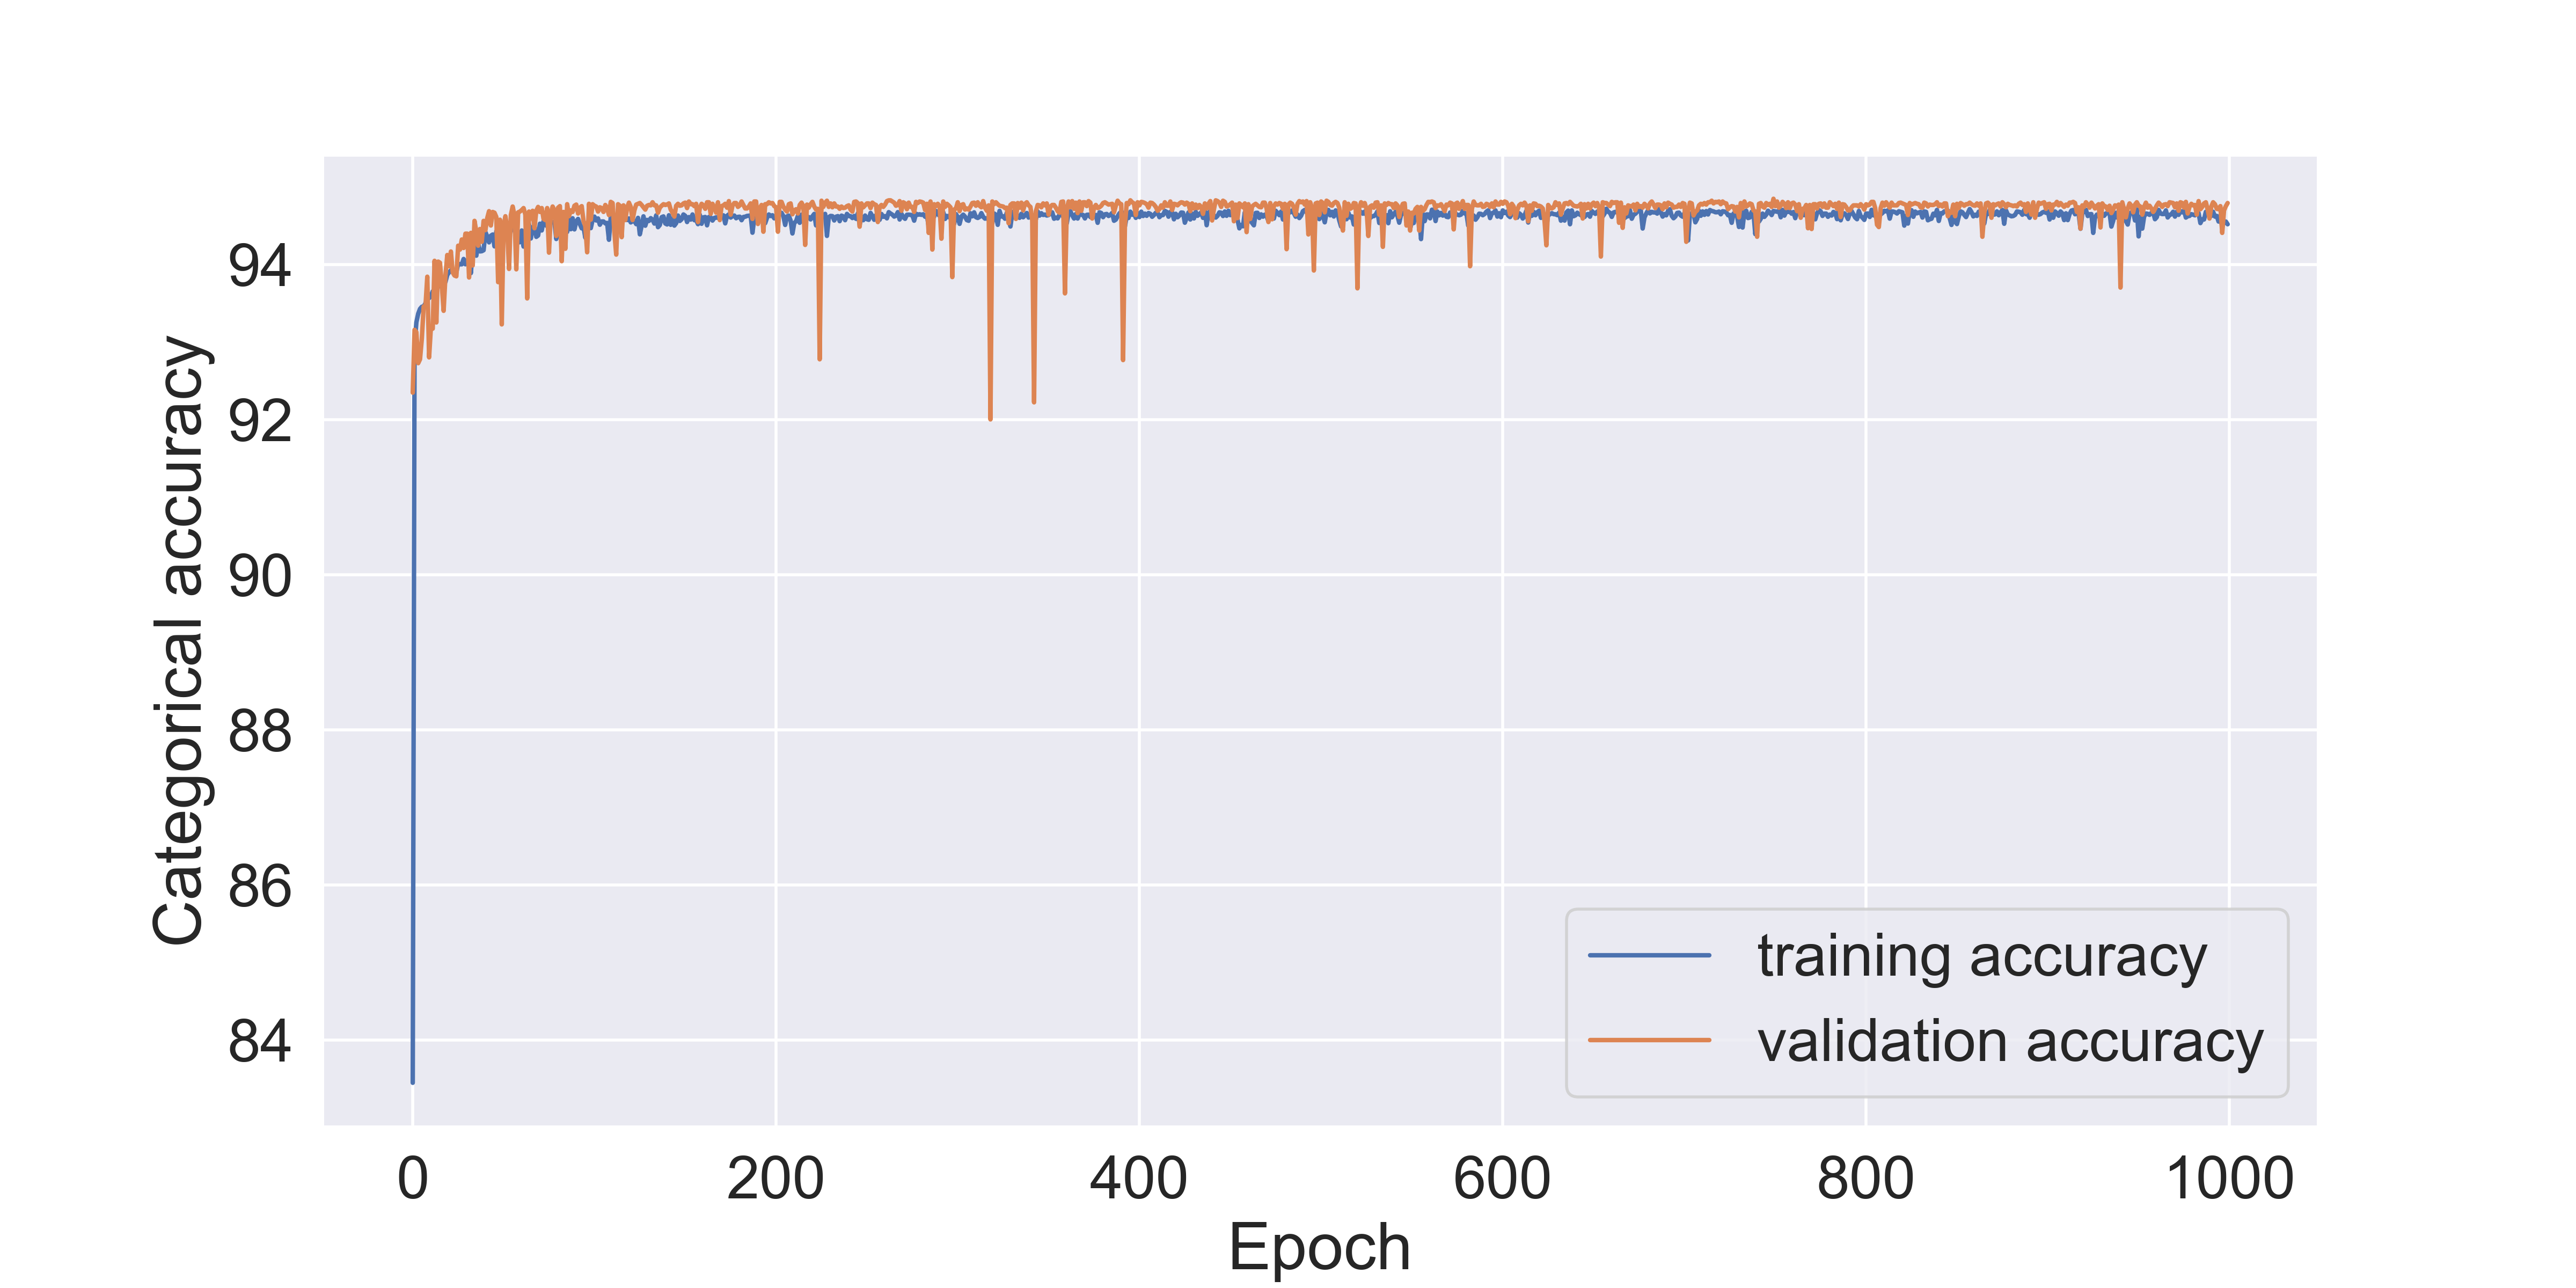 94
92
90
88
86
84
Categorical accuracy
training accuracy
validation accuracy
0 200 400 600 800 1000
Epoch